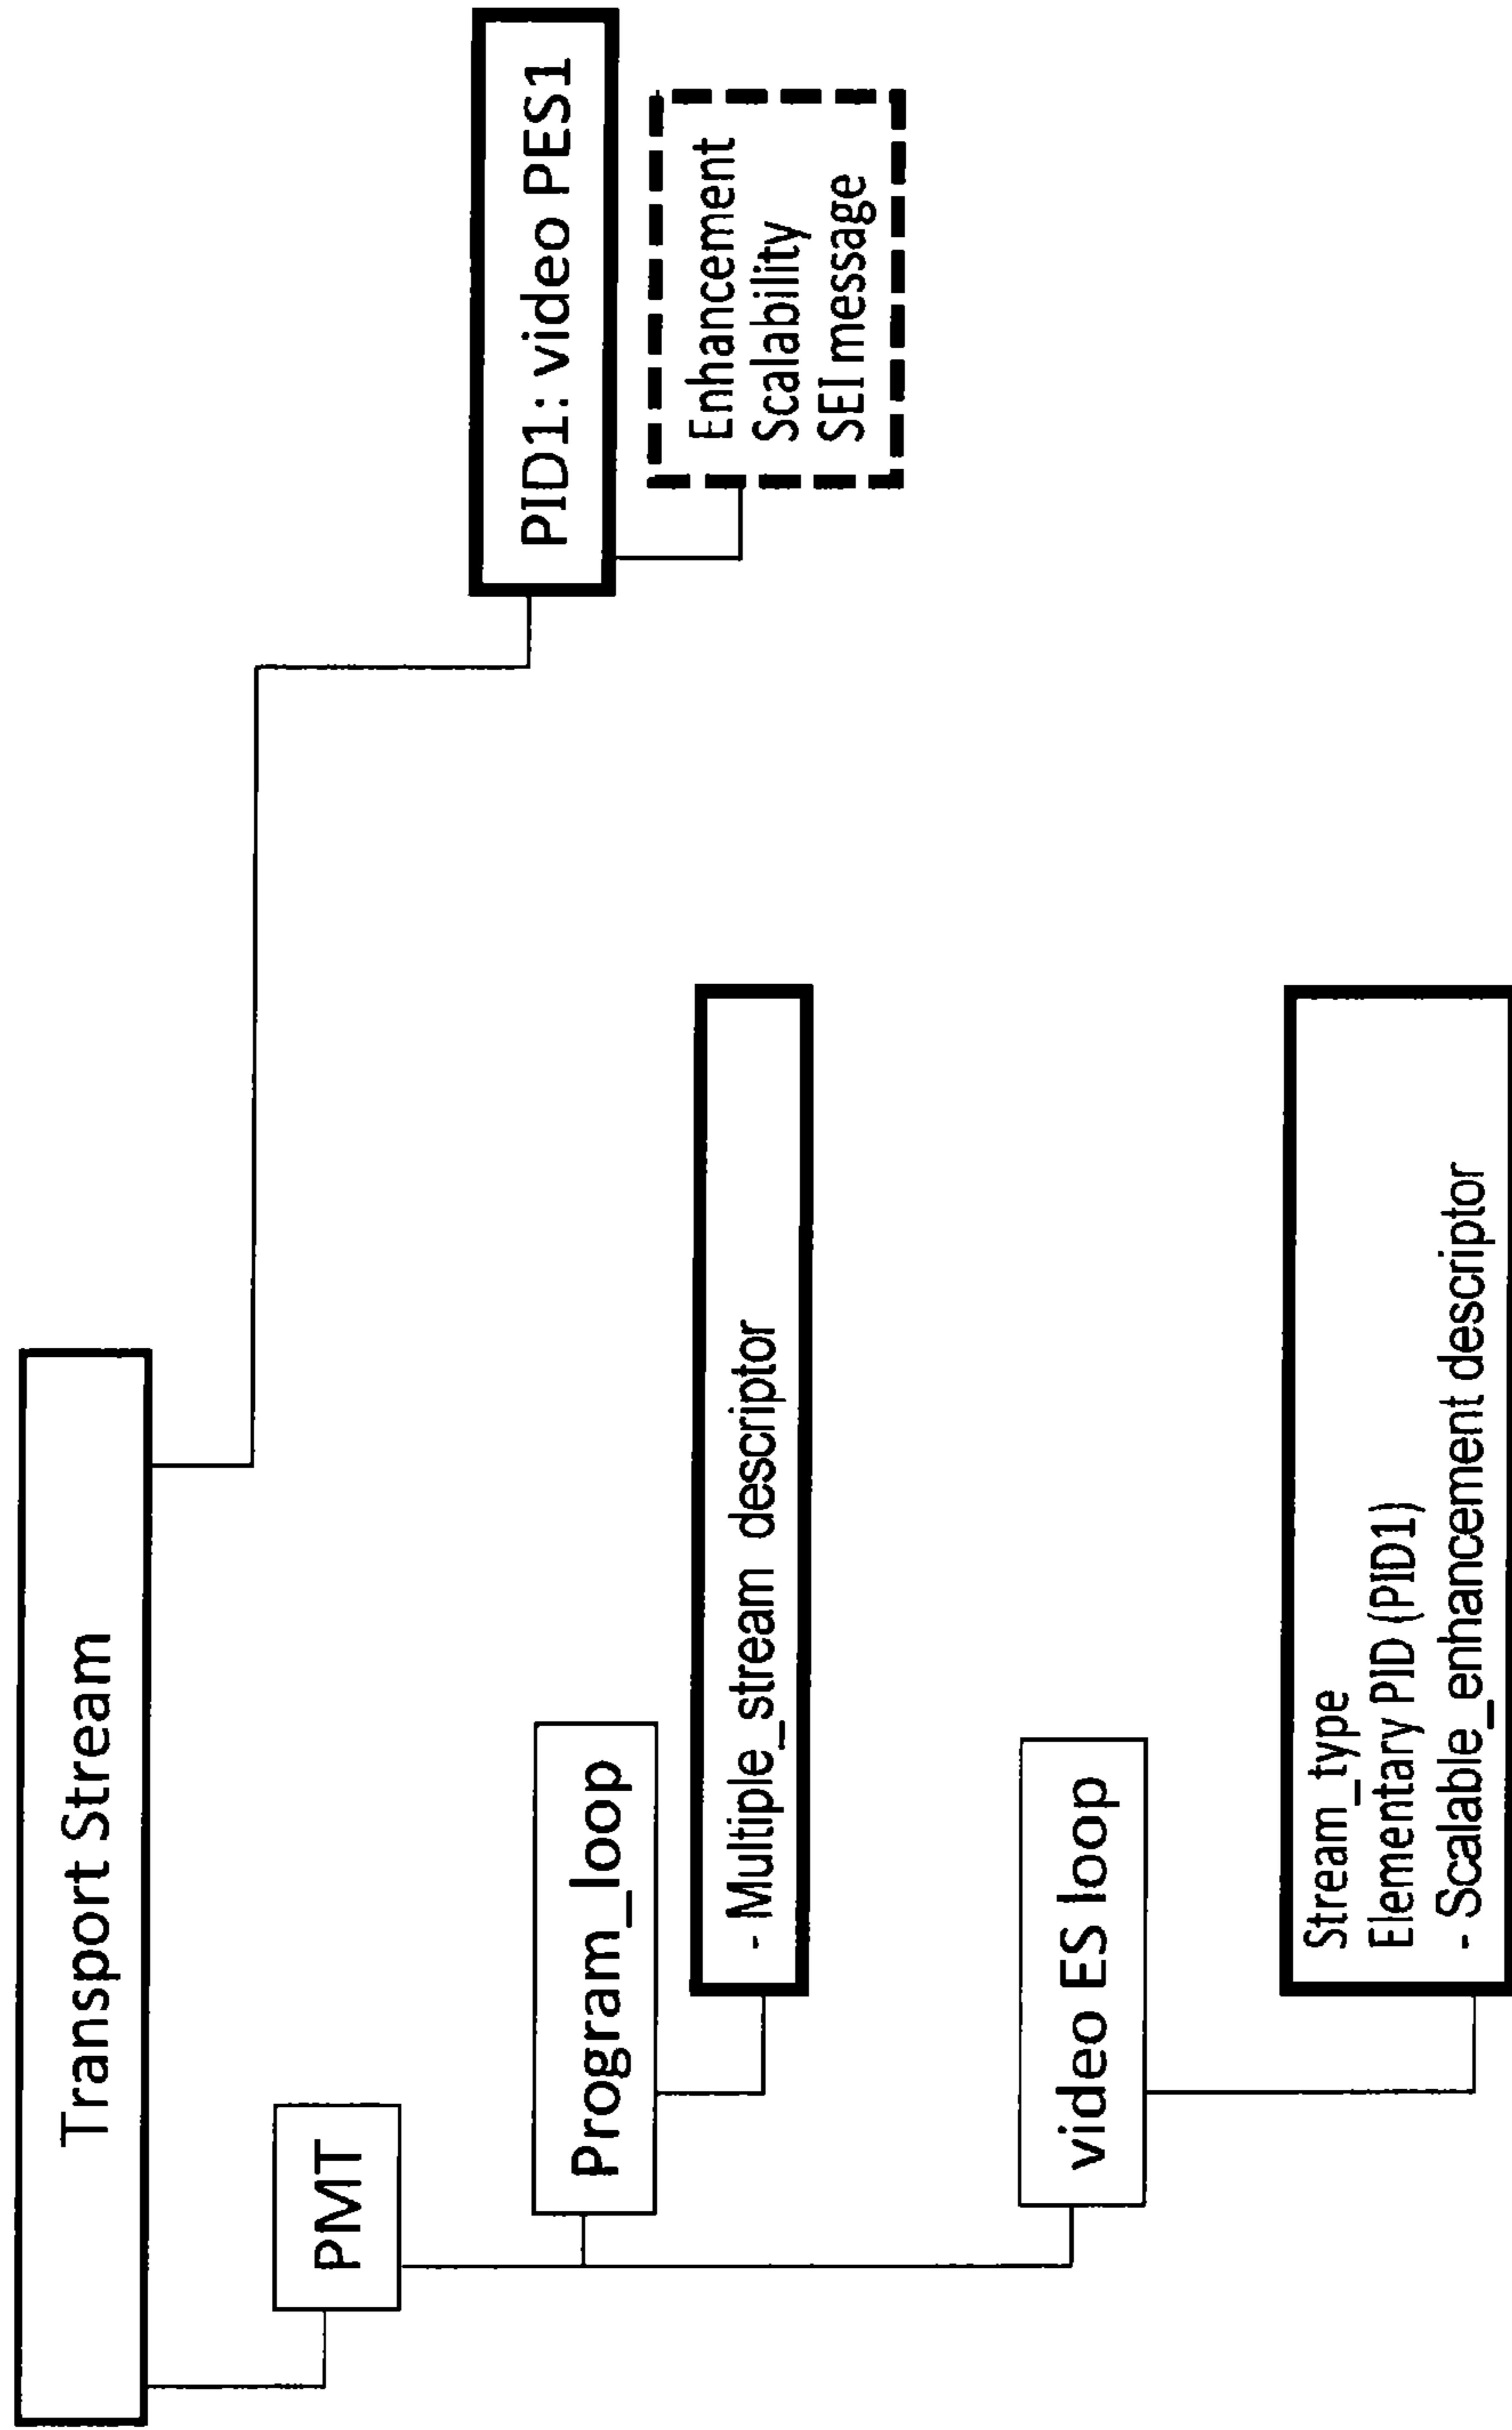 Transport Stream
PMT
PID1: video PES1
Program_loop
Enhancement
Scalability
SEI message
- Multiple_stream descriptor
video ES loop
Stream_type
Elementary PID (PID1)
- Scalable_enhancement descriptor